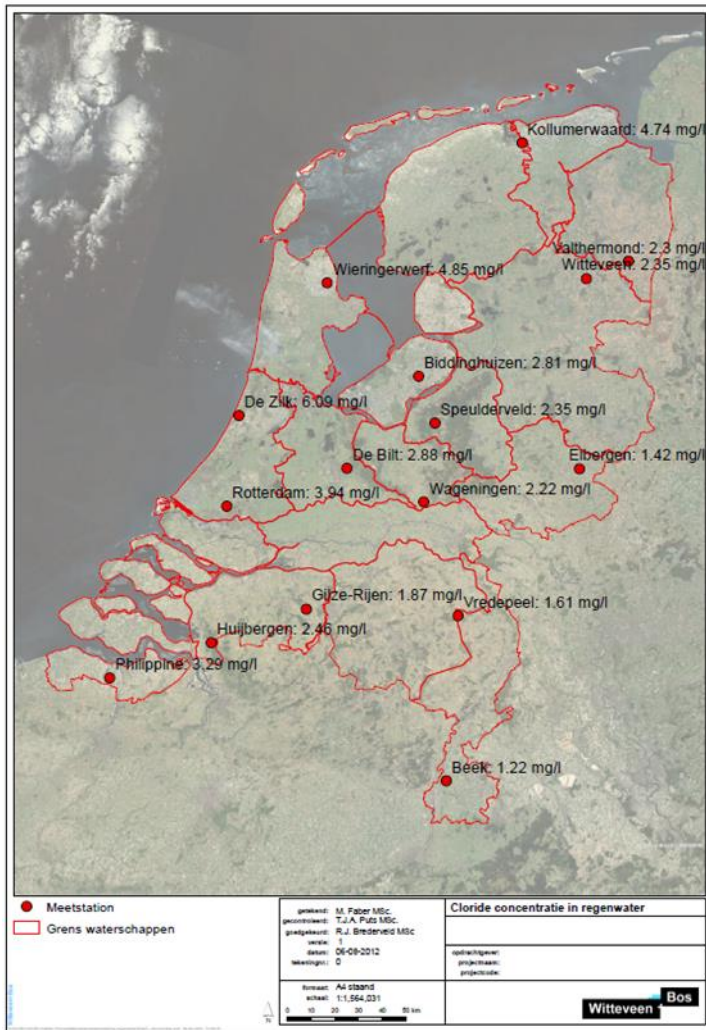 Kollumerwaard: 4.74 mg/l
Valthermond: 2.3 mg/l
Witteveen: 2.35 mg/l
Wieringerwerf: 4.85 mg/l
Biddinghuizen: 2.81 mg/l
De Zilk: 6.09 mg/l
Speulderveld: 2.35 mg/l
De Bilt: 2.88 mg/l
Eibergen: 1.42 mg/l
Rotterdam: 3.94 mg/l
Wageningen: 2.22 mg/l
Gilze-Rijen: 1.87 mg/l
Vredepeel: 1.61 mg/l
Huijbergen: 2.46 mg/l
Philippine: 3.29 mg/l
Beek: 1.22 mg/l
Meetstation
Grens waterschappen
getekend: M. Faber MSc.
gecontroleerd: T.J.A. Puts MSc.
goedgekeurd: R.J. Brederveld MSc
versie: 1
datum: 06-08-2012
tekeningnr.: 0
formaat: A4 staand
schaal: 1:1,564,031
0 10 20 30 40 50 km
N
Cloride concentratie in regenwater
opdrachtgever:
projectnaam:
projectcode:
Witteveen Bos